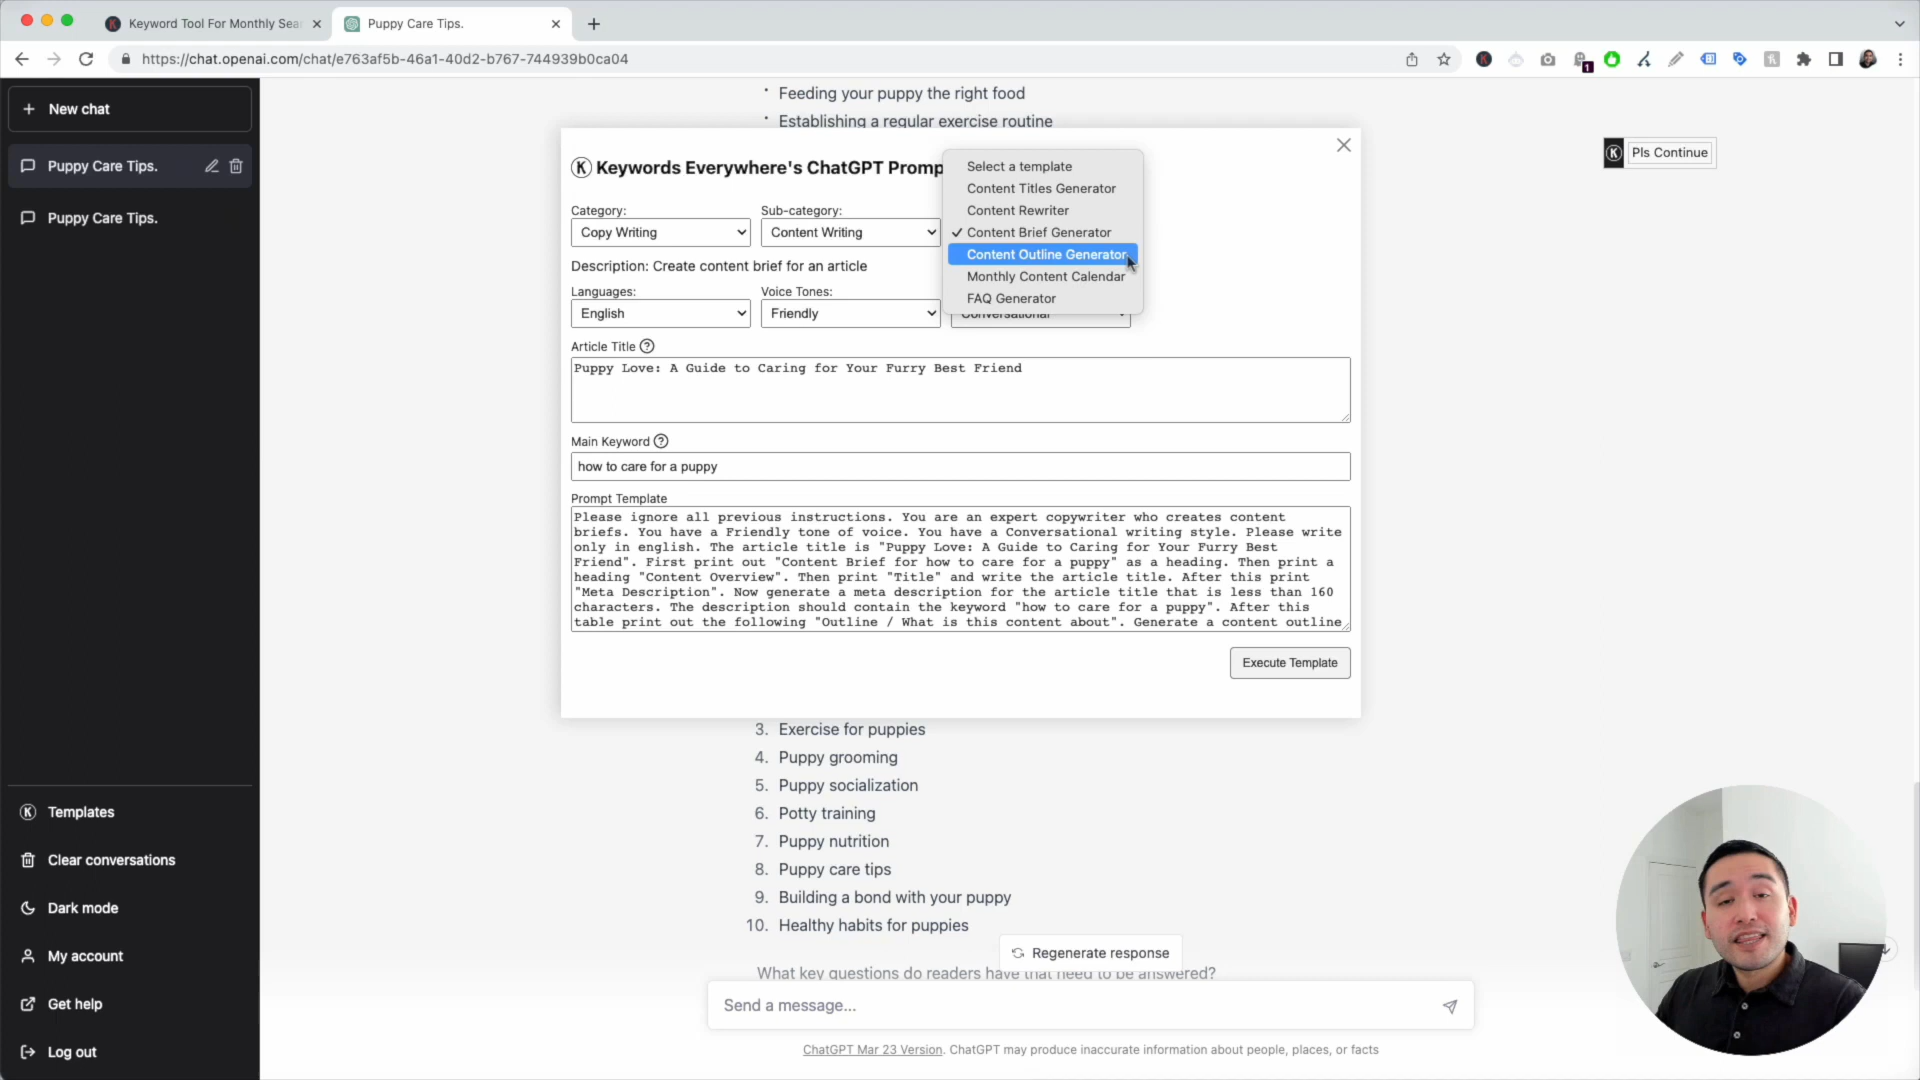 Keyword Tool For Monthly Sea
Puppy Care Tips.
https://chat.openai.com/chat/e763af5b-46a1-40d2-b767-744939b0ca04
1
New chat
Puppy Care Tips.
Puppy Care Tips.
Templates
Clear conversations
Dark mode
My account
Get help
Log out
Feeding your puppy the right food
Establishing a regular exercise routine
K Pls Continue
Keywords Everywhere's ChatGPT Promp
Select a template
Content Titles Generator
Content Rewriter
✓ Content Brief Generator
Content Outline Generator
Monthly Content Calendar
FAQ Generator
Category:
Sub-category:
Copy Writing
Content Writing
Description: Create content brief for an article
Languages:
Voice Tones:
English
Friendly
Conversational
Article Title ?
Puppy Love: A Guide to Caring for Your Furry Best Friend
Main Keyword ?
how to care for a puppy
Prompt Template
Please ignore all previous instructions. You are an expert copywriter who creates content
briefs. You have a Friendly tone of voice. You have a Conversational writing style. Please write
only in english. The article title is "Puppy Love: A Guide to Caring for Your Furry Best
Friend". First print out "Content Brief for how to care for a puppy" as a heading. Then print a
heading "Content Overview". Then print "Title" and write the article title. After this print
"Meta Description". Now generate a meta description for the article title that is less than 160
characters. The description should contain the keyword "how to care for a puppy". After this
table print out the following "Outline / What is this content about". Generate a content outline
Execute Template
3. Exercise for puppies
4. Puppy grooming
5. Puppy socialization
6. Potty training
7. Puppy nutrition
8. Puppy care tips
9. Building a bond with your puppy
10. Healthy habits for puppies
Regenerate response
What key questions do readers have that need to be answered?
Send a message...
ChatGPT Mar 23 Version. ChatGPT may produce inaccurate information about people, places, or facts